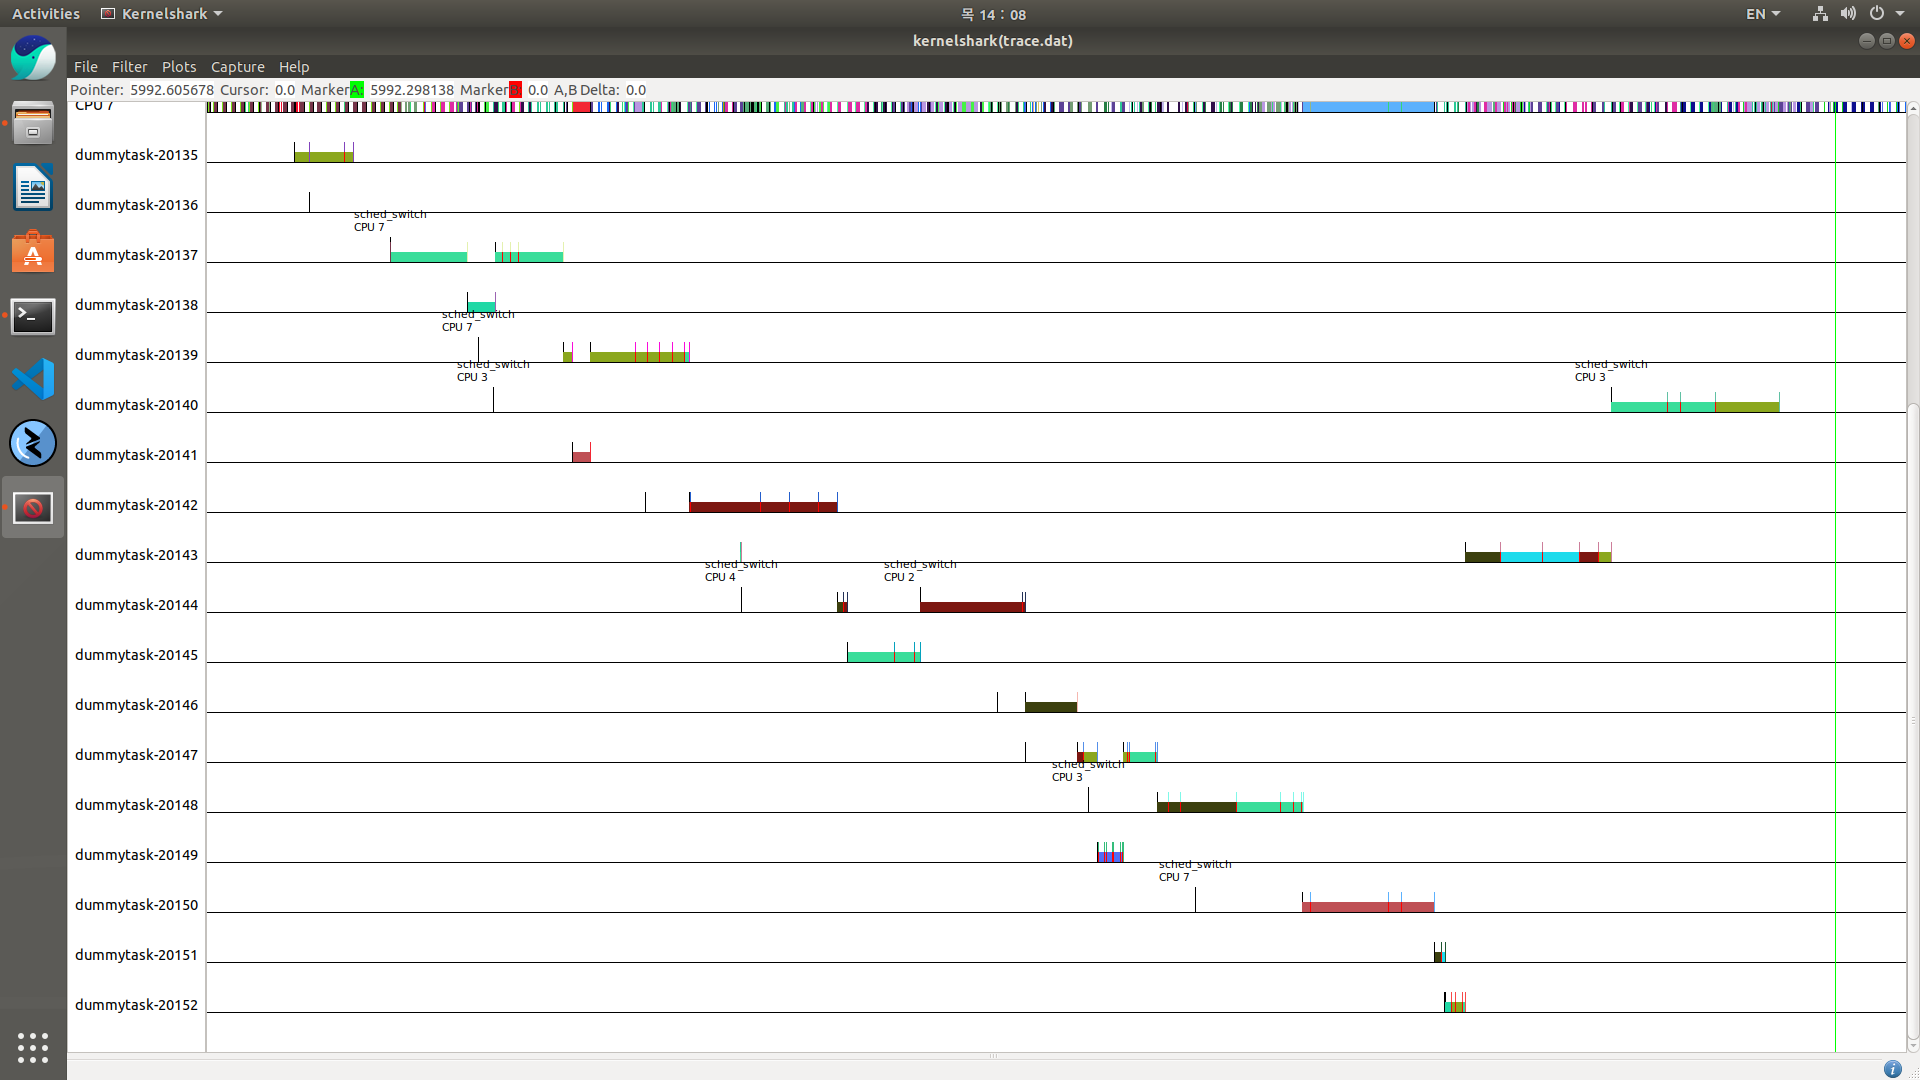 Activities Kernelshark 목 14 : 08 EN
kernelshark(trace.dat)
File Filter Plots Capture Help
Pointer: 5992.605678 Cursor: 0.0 Marker A: 5992.298138 Marker B: 0.0 A,B Delta: 0.0
CPU 7
dummytask-20135
dummytask-20136
sched_switch
CPU 7
dummytask-20137
dummytask-20138
sched_switch
CPU 7
dummytask-20139
sched_switch
CPU 3
sched_switch
CPU 3
dummytask-20140
dummytask-20141
dummytask-20142
dummytask-20143
sched_switch
CPU 4
sched_switch
CPU 2
dummytask-20144
dummytask-20145
dummytask-20146
dummytask-20147
sched_switch
CPU 3
dummytask-20148
dummytask-20149
sched_switch
CPU 7
dummytask-20150
dummytask-20151
dummytask-20152